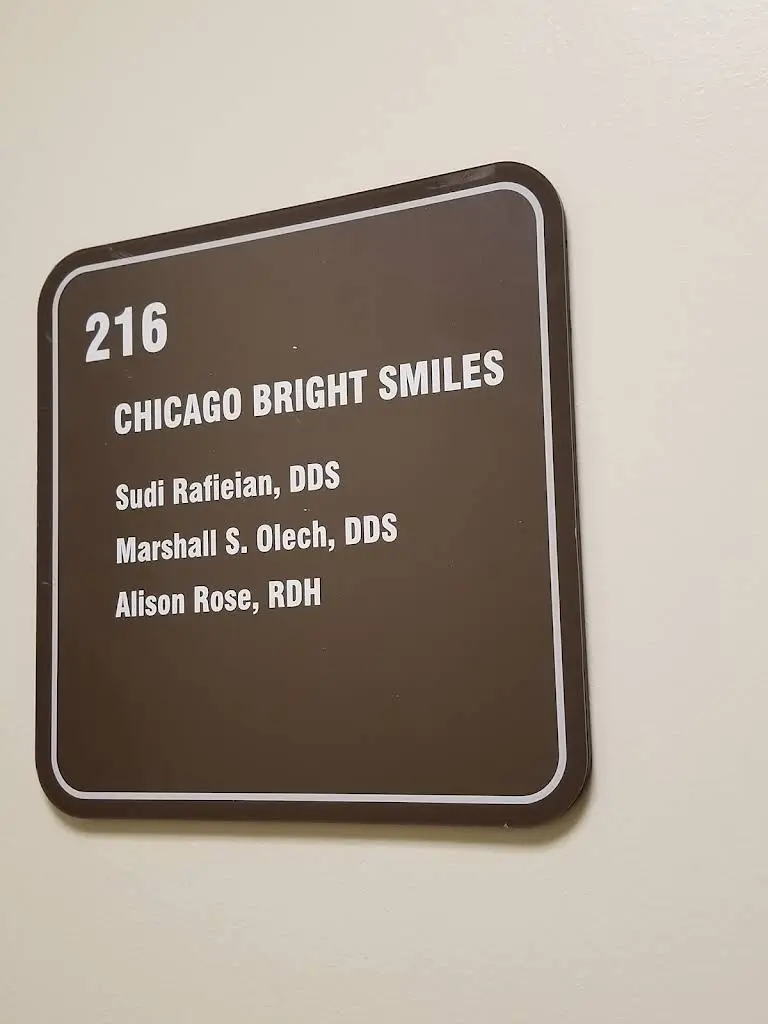 216
CHICAGO BRIGHT SMILES
Sudi Rafieian, DDS
Marshall S. Olech, DDS
Alison Rose, RDH